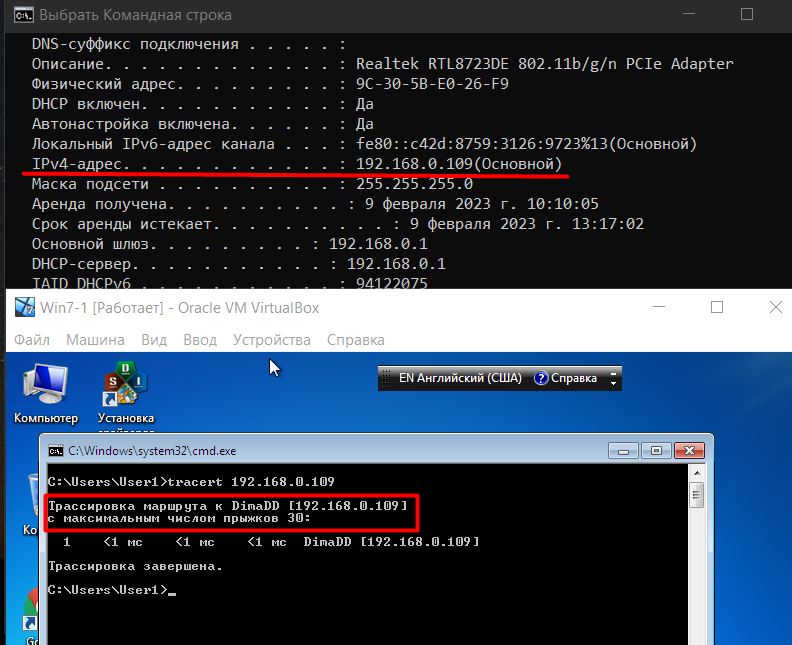 Выбрать Командная строка
DNS-суффикс подключения . . . . . :
Описание. . . . . . . . . . . . . : Realtek RTL8723DE 802.11b/g/n PCIe Adapter
Физический адрес. . . . . . . . . : 9C-30-5B-E0-26-F9
DHCP включен. . . . . . . . . . . : Да
Автонастройка включена. . . . . . : Да
Локальный IPv6-адрес канала . . . : fe80::c42d:8759:3126:9723%13(Основной)
IPv4-адрес. . . . . . . . . . . . : 192.168.0.109(Основной)
Маска подсети . . . . . . . . . . : 255.255.255.0
Аренда получена. . . . . . . . . . : 9 февраля 2023 г. 10:10:05
Срок аренды истекает. . . . . . . . . . : 9 февраля 2023 г. 13:17:02
Основной шлюз. . . . . . . . . : 192.168.0.1
DHCP-сервер. . . . . . . . . . . : 192.168.0.1
IAID DHCPv6 . . . . . . . . . . . : 94122075
Win7-1 [Работает] - Oracle VM VirtualBox
Файл Машина Вид Ввод Устройства Справка
EN Английский (США) ? Справка
D
S I
Компьютер Установка
C:\Windows\system32\cmd.exe
C:\Users\User1>tracert 192.168.0.109
Трассировка маршрута к DimaDD [192.168.0.109]
с максимальным числом прыжков 30:
1 <1 мс <1 мс <1 мс DimaDD [192.168.0.109]
Трассировка завершена.
C:\Users\User1>_